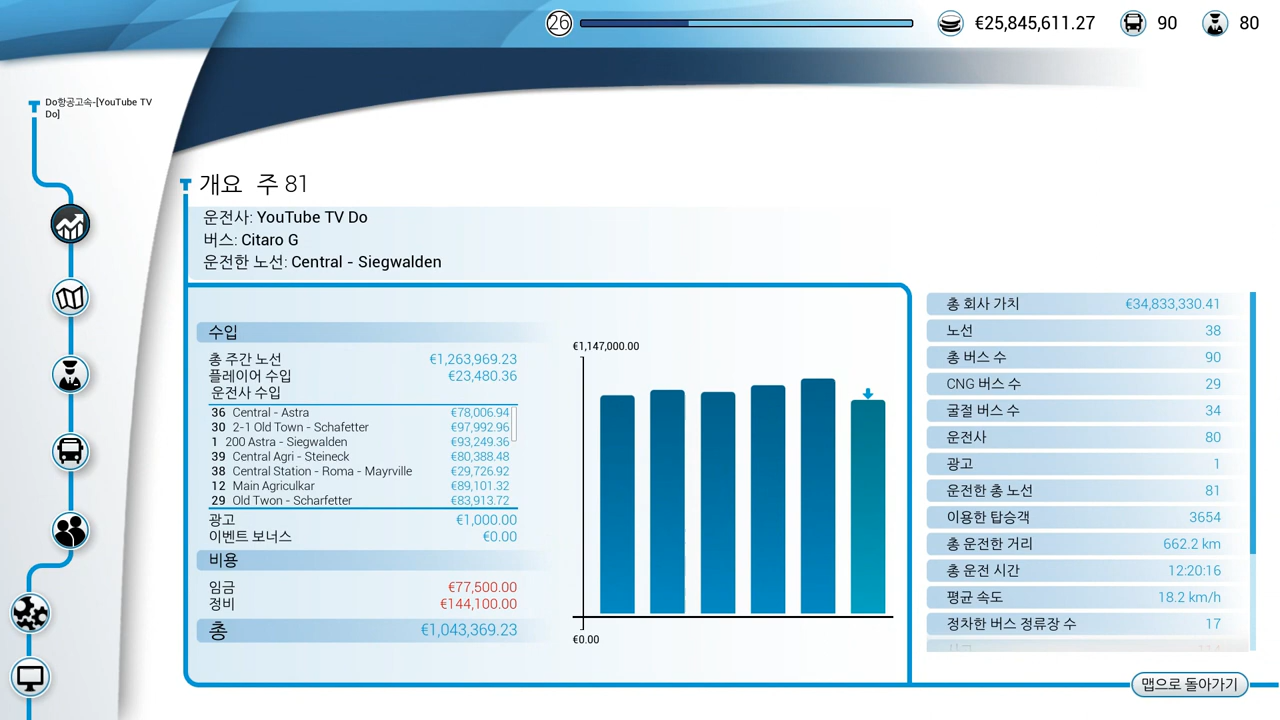 26
€25,845,611.27
90
80
Do항공고속-[YouTube TV
Do]
개요 주 81
운전사: YouTube TV Do
버스: Citaro G
운전한 노선: Central - Siegwalden
수입
총 주간 노선 €1,263,969.23
플레이어 수입 €23,480.36
운전사 수입
36 Central - Astra €78,006.94
30 2-1 Old Town - Schafetter €97,992.96
1 200 Astra - Siegwalden €93,249.36
39 Central Agri - Steineck €80,388.48
38 Central Station - Roma - Mayrville €29,726.92
12 Main Agriculkar €89,101.32
29 Old Twon - Scharfetter €83,913.72
광고 €1,000.00
이벤트 보너스 €0.00
비용
임금 €77,500.00
정비 €144,100.00
총 €1,043,369.23
€1,147,000.00
€0.00
총 회사 가치 €34,833,330.41
노선 38
총 버스 수 90
CNG 버스 수 29
굴절 버스 수 34
운전사 80
광고 1
운전한 총 노선 81
이용한 탑승객 3654
총 운전한 거리 662.2 km
총 운전 시간 12:20:16
평균 속도 18.2 km/h
정차한 버스 정류장 수 17
맵으로 돌아가기